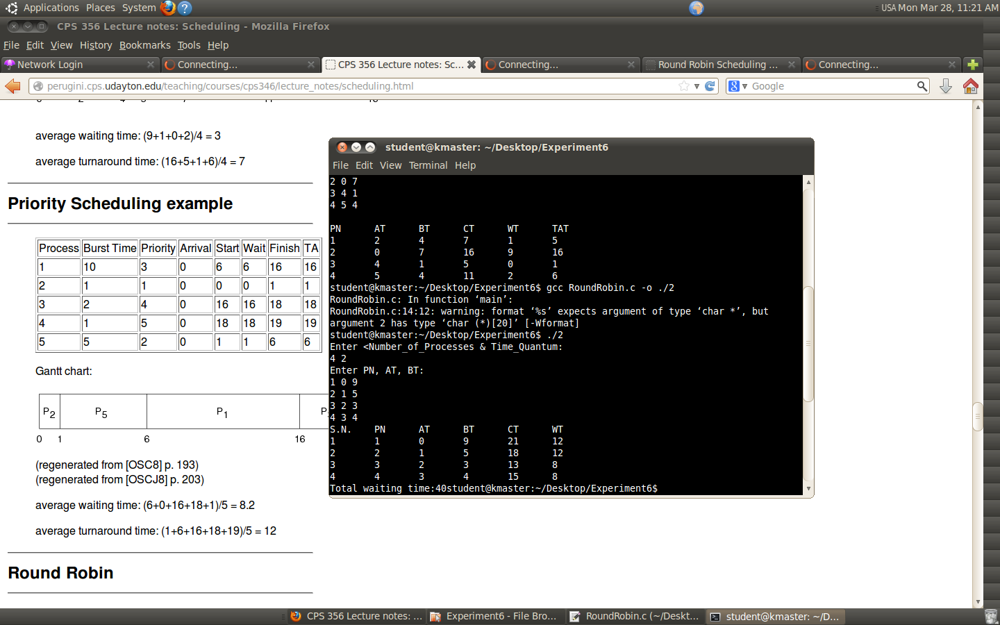 Applications Places System ? USA Mon Mar 28, 11:21 AM
CPS 356 Lecture notes: Scheduling - Mozilla Firefox
File Edit View History Bookmarks Tools Help
Network Login Connecting... CPS 356 Lecture notes: Sc... Connecting... Round Robin Scheduling ... Connecting...
perugini.cps.udayton.edu/teaching/courses/cps346/lecture_notes/scheduling.html 8 Google
average waiting time: (9+1+0+2)/4 = 3
average turnaround time: (16+5+1+6)/4 = 7
Priority Scheduling example
Process Burst Time Priority Arrival Start Wait Finish TA
1 10 3 0 6 6 16 16
2 1 1 0 0 0 1 1
3 2 4 0 16 16 18 18
4 1 5 0 18 18 19 19
5 5 2 0 1 1 6 6
Gantt chart:
P2 P5 P1
0 1 6 16
(regenerated from [OSC8] p. 193)
(regenerated from [OSCJ8] p. 203)
average waiting time: (6+0+16+18+1)/5 = 8.2
average turnaround time: (1+6+16+18+19)/5 = 12
Round Robin
student@kmaster: ~/Desktop/Experiment6
File Edit View Terminal Help
2 0 7
3 4 1
4 5 4
PN AT BT CT WT TAT
1 2 4 7 1 5
2 0 7 16 9 16
3 4 1 5 0 1
4 5 4 11 2 6
student@kmaster:~/Desktop/Experiment6$ gcc RoundRobin.c -o ./2
RoundRobin.c: In function ‘main’:
RoundRobin.c:14:12: warning: format ‘%s’ expects argument of type ‘char *’, but
argument 2 has type ‘char (*)[20]’ [-Wformat]
student@kmaster:~/Desktop/Experiment6$ ./2
Enter <Number_of_Processes & Time_Quantum:
4 2
Enter PN, AT, BT:
1 0 9
2 1 5
3 2 3
4 3 4
S.N. PN AT BT CT WT
1 1 0 9 21 12
2 2 1 5 18 12
3 3 2 3 13 8
4 4 3 4 15 8
Total waiting time:40student@kmaster:~/Desktop/Experiment6$
CPS 356 Lecture notes: ... Experiment6 - File Bro... RoundRobin.c (~/Deskt... student@kmaster: ~/D...